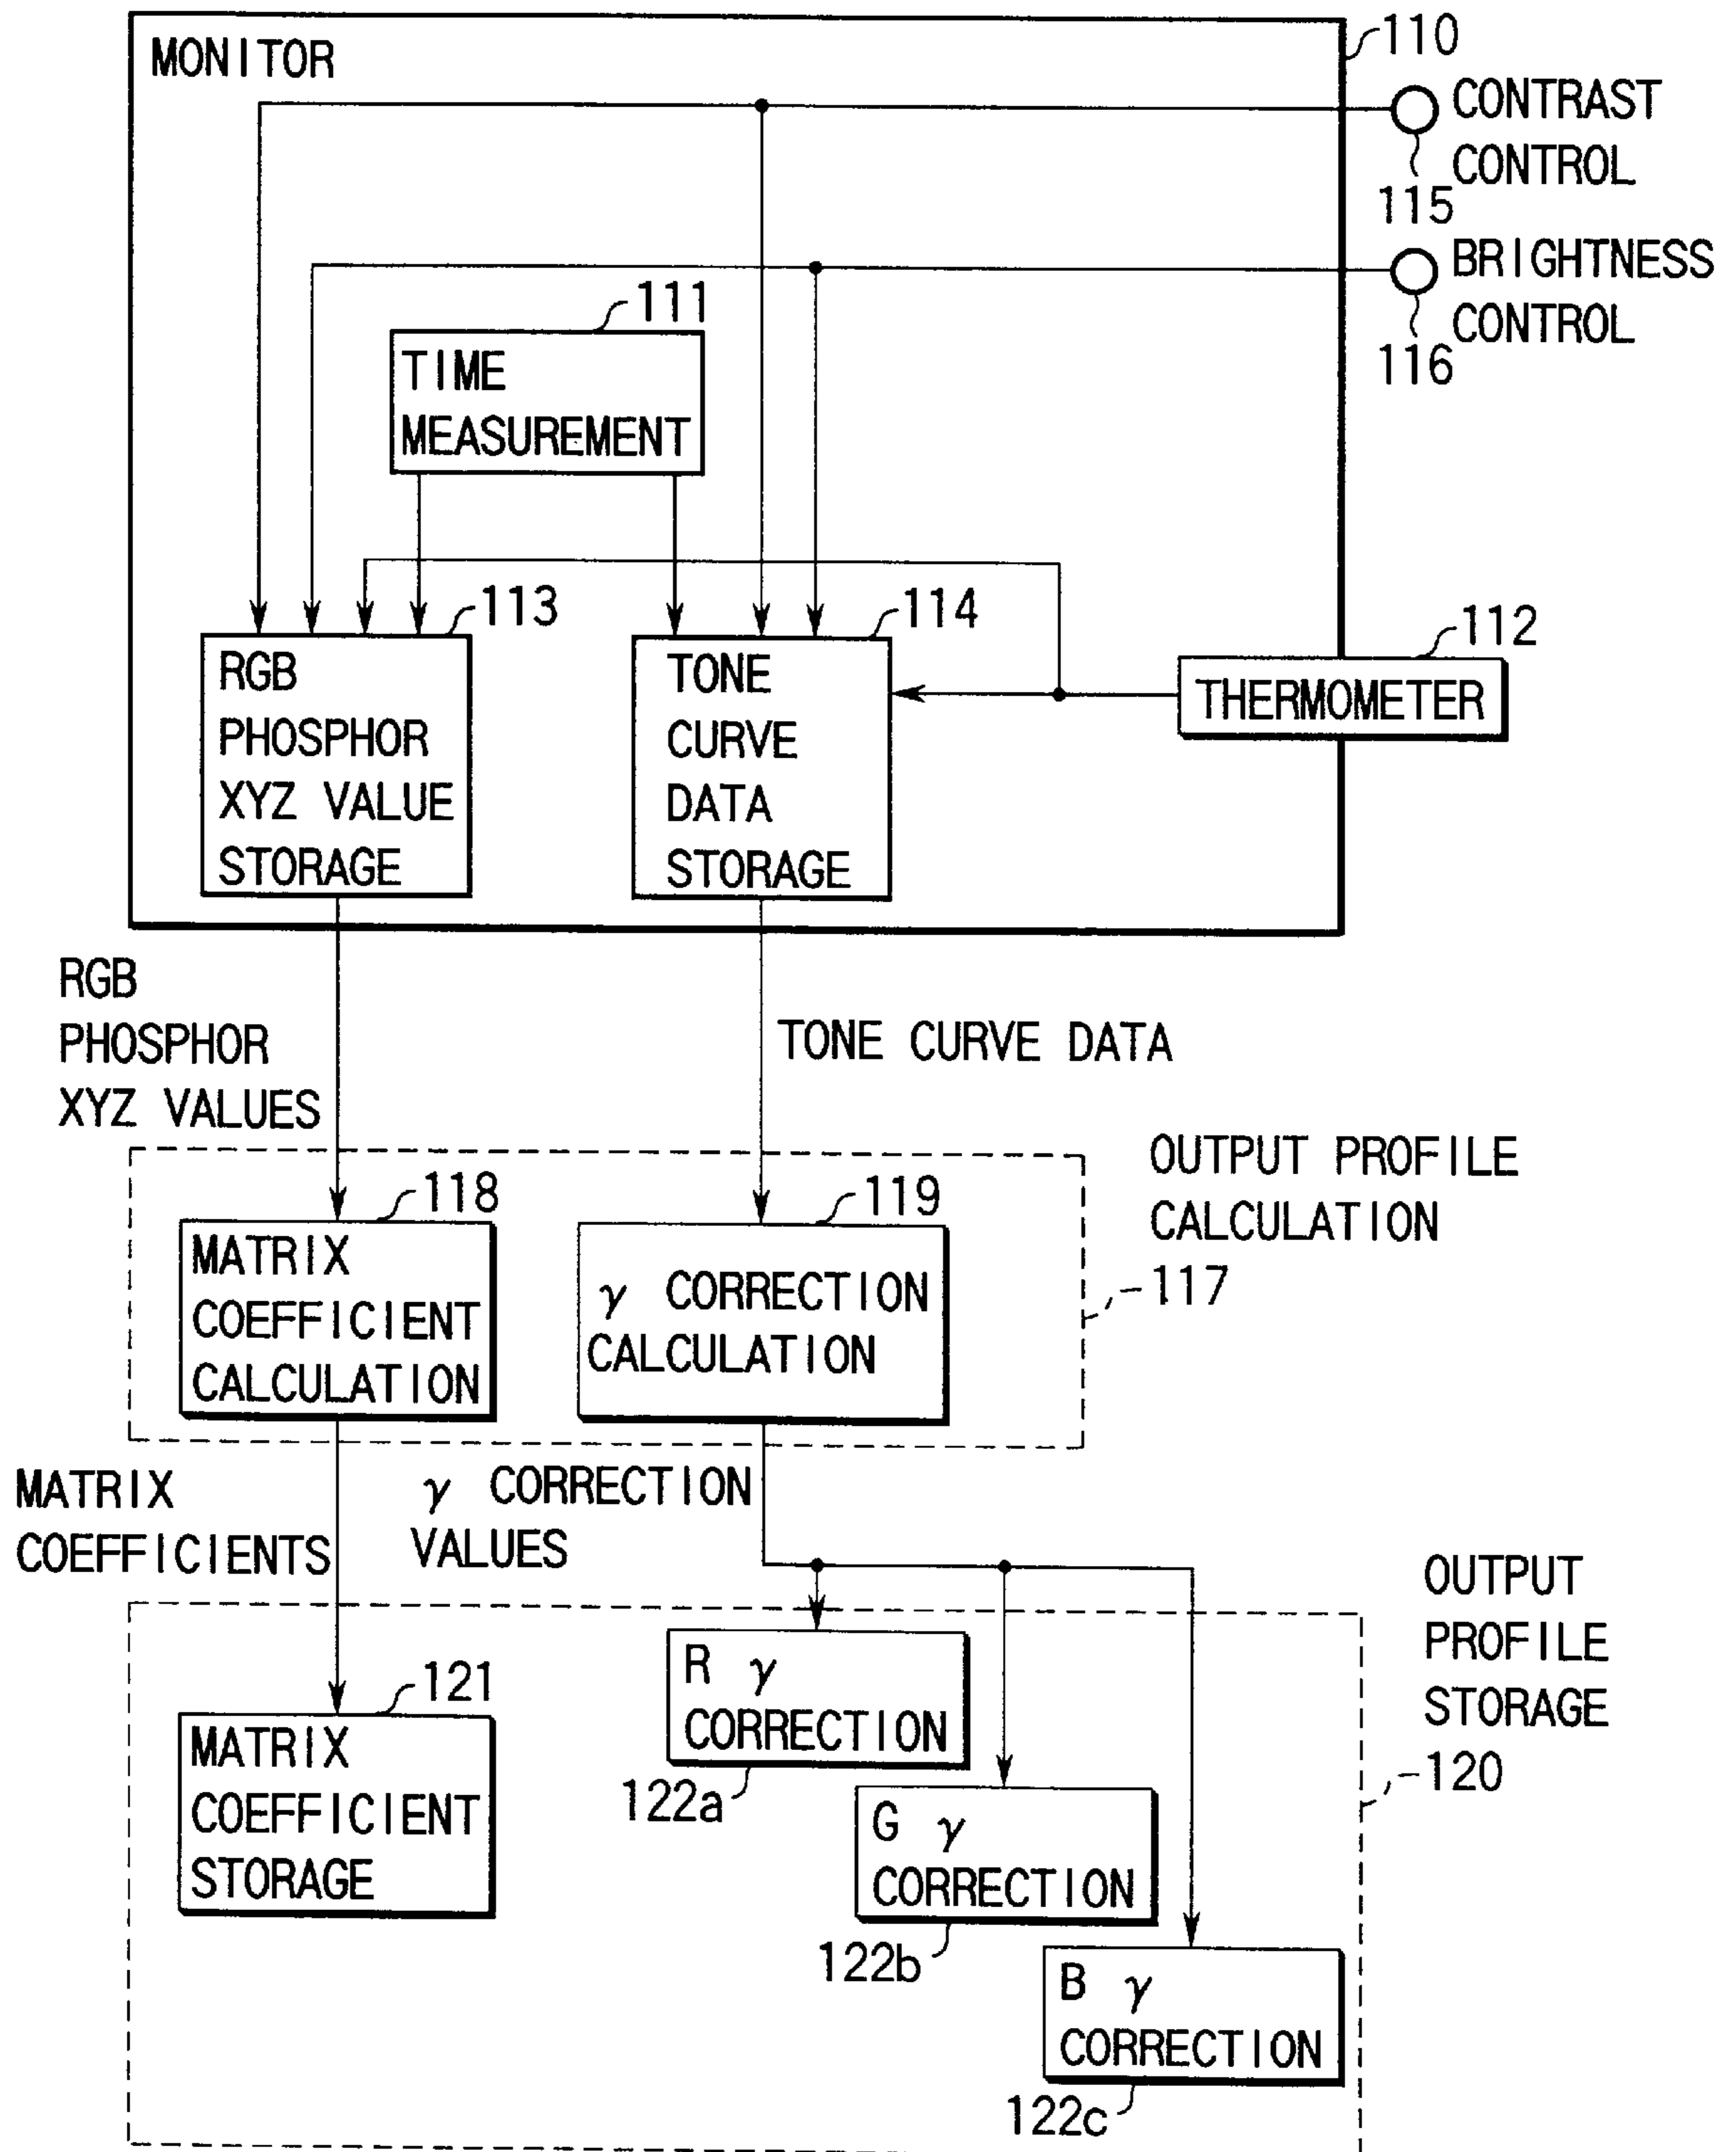 MONITOR
110
CONTRAST
CONTROL
115
BRIGHTNESS
CONTROL
116
111
TIME
MEASUREMENT
113
RGB
PHOSPHOR
XYZ VALUE
STORAGE
114
TONE
CURVE
DATA
STORAGE
112
THERMOMETER
RGB
PHOSPHOR
XYZ VALUES
TONE CURVE DATA
OUTPUT PROFILE
CALCULATION
117
118
MATRIX
COEFFICIENT
CALCULATION
119
γ CORRECTION
CALCULATION
MATRIX
COEFFICIENTS
γ CORRECTION
VALUES
OUTPUT
PROFILE
STORAGE
120
121
MATRIX
COEFFICIENT
STORAGE
R γ
CORRECTION
122a
G γ
CORRECTION
122b
B γ
CORRECTION
122c